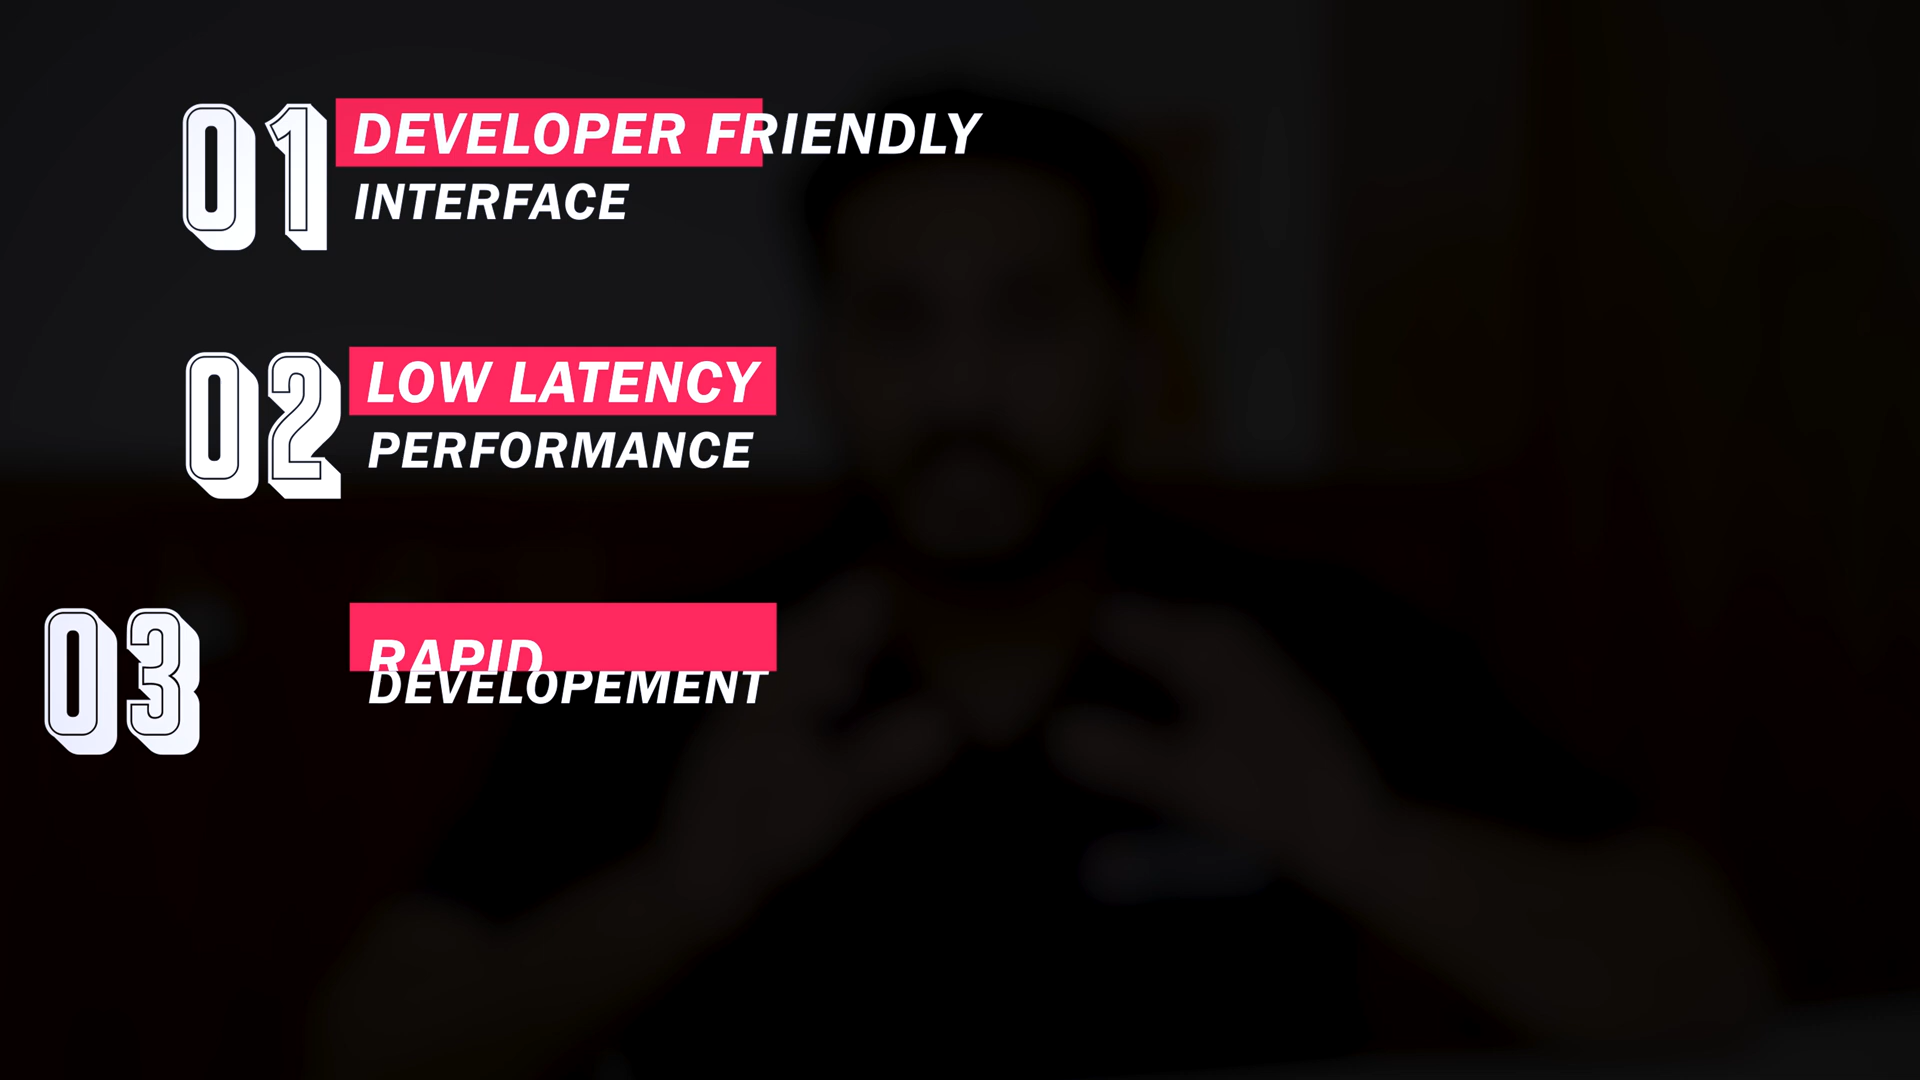 01 DEVELOPER FRIENDLY
INTERFACE
02 LOW LATENCY
PERFORMANCE
03 RAPID
DEVELOPEMENT